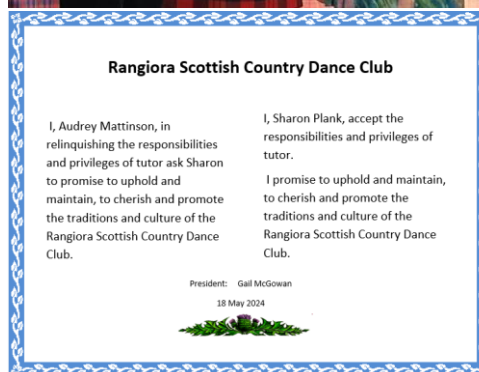 Rangiora Scottish Country Dance Club
I, Audrey Mattinson, in
relinquishing the responsibilities
and privileges of tutor ask Sharon
to promise to uphold and
maintain, to cherish and promote
the traditions and culture of the
Rangiora Scottish Country Dance
Club.
I, Sharon Plank, accept the
responsibilities and privileges of
tutor.
I promise to uphold and maintain,
to cherish and promote the
traditions and culture of the
Rangiora Scottish Country Dance
Club.
President: Gail McGowan
18 May 2024